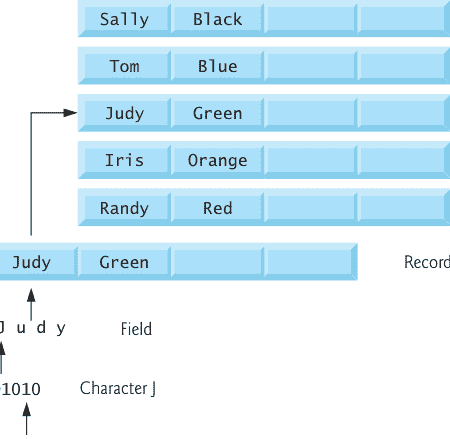 Sally Black
Tom Blue
Judy Green
Iris Orange
Randy Red
Judy Green Record
J u d y Field
1010 Character J